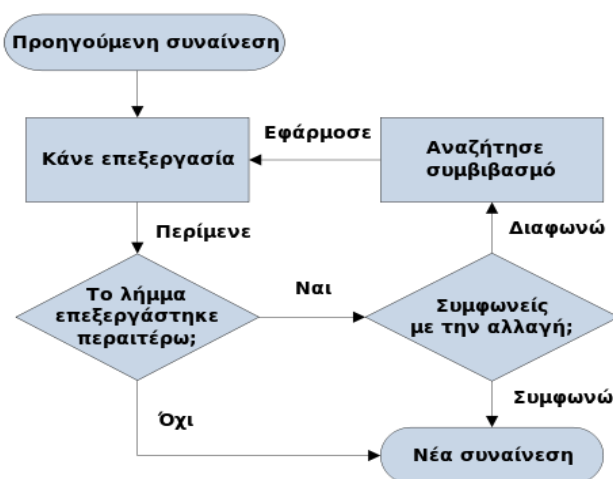 Προηγούμενη συναίνεση
Κάνε επεξεργασία
Εφάρμοσε
Αναζήτησε
συμβιβασμό
Περίμενε
Διαφωνώ
Το λήμμα
επεξεργάστηκε
περαιτέρω;
Ναι
Συμφωνείς
με την αλλαγή;
Όχι
Συμφωνώ
Νέα συναίνεση